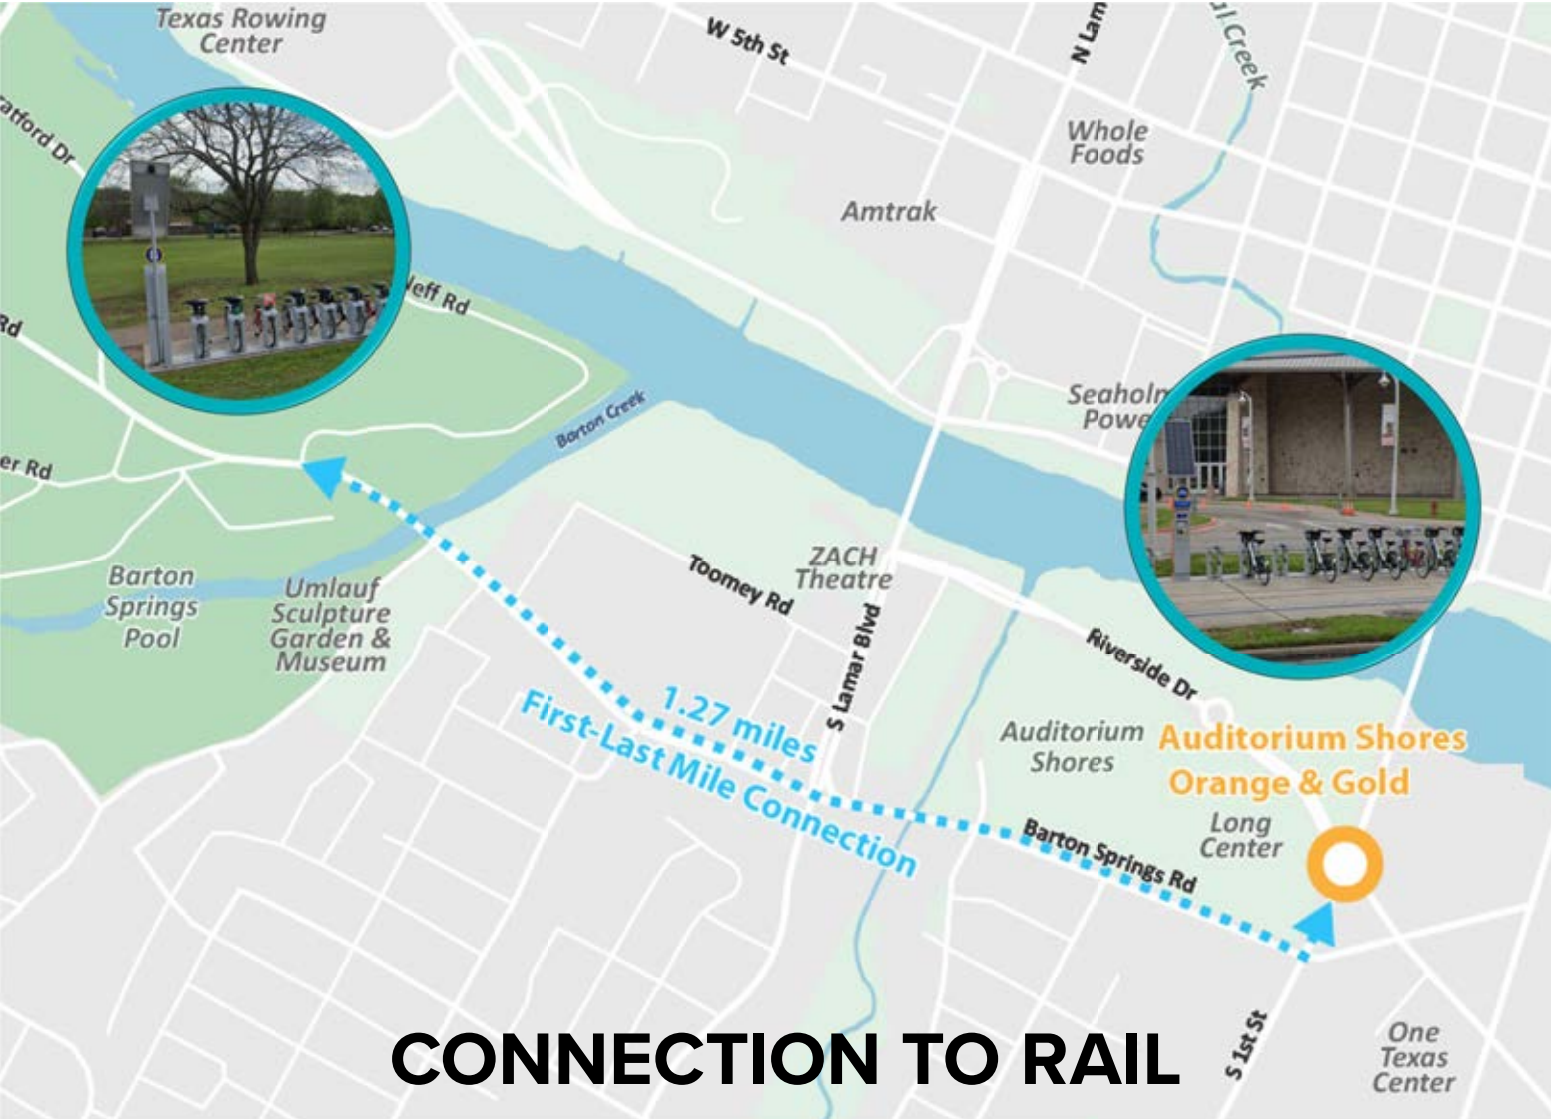 Texas Rowing
Center
W 5th St
N Lam
al Creek
ratford Dr
Whole
Foods
Amtrak
Neff Rd
Rd
Seaholm
Powe
Barton Creek
er Rd
Barton
Springs
Pool
Umlauf
Sculpture
Garden &
Museum
Toomey Rd
ZACH
Theatre
S Lamar Blvd
Riverside Dr
1.27 miles
First-Last Mile Connection
Auditorium
Shores
Auditorium Shores
Orange & Gold
Long
Center
Barton Springs Rd
S 1st St
One
Texas
Center
CONNECTION TO RAIL